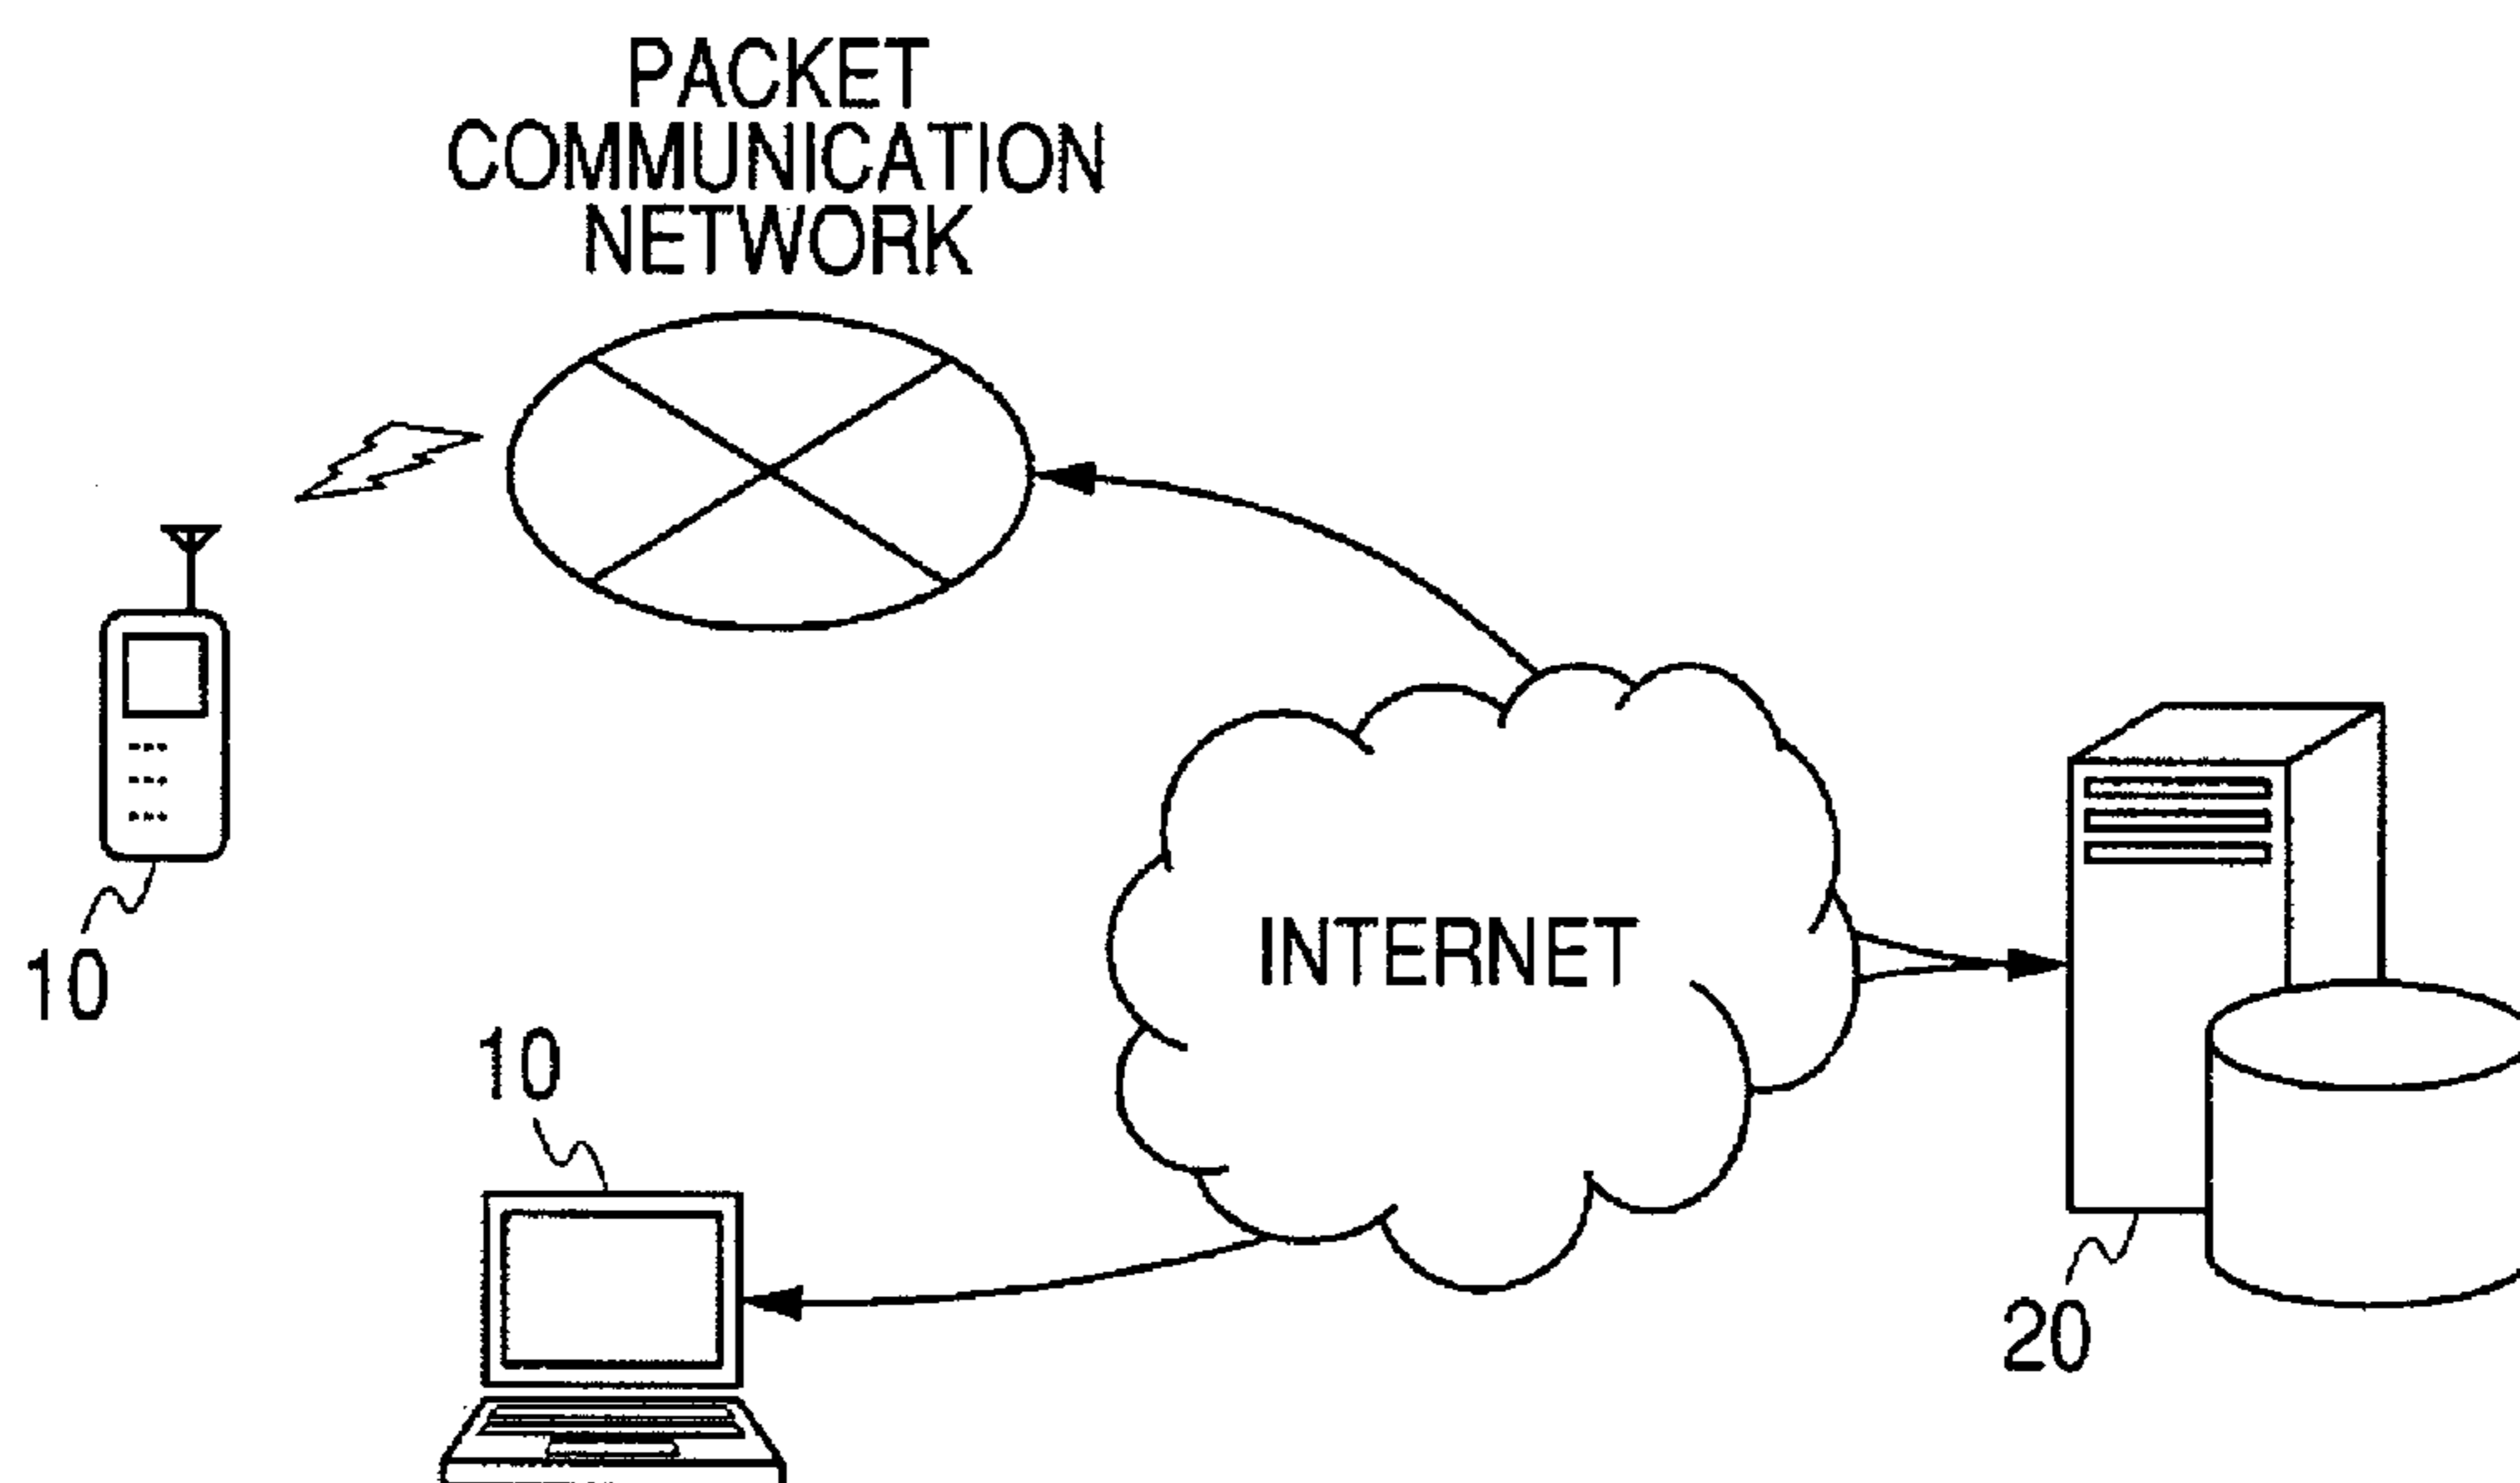 PACKET
COMMUNICATION
NETWORK
10
INTERNET
10
20